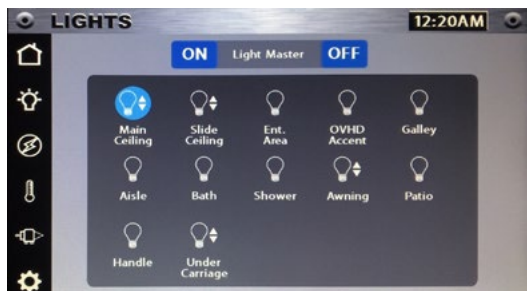 LIGHTS 12:20AM
ON Light Master OFF
Main Ceiling
Slide Ceiling
Ent. Area
OVHD Accent
Galley
Aisle
Bath
Shower
Awning
Patio
Handle
Under Carriage